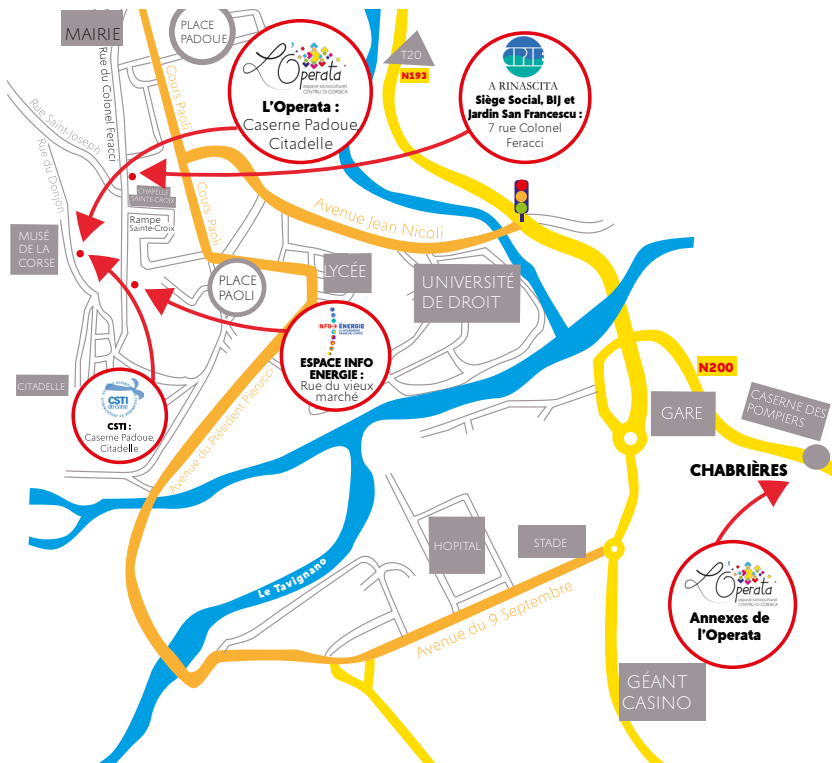 MAIRIE
PLACE
PADOUE
T20
N193
L'Operata
espace socioculturel
CENTRU DI CORSICA
L'Operata :
Caserne Padoue,
Citadelle
CPIE
A RINASCITA
Siège Social, BIJ et
Jardin San Francescu :
7 rue Colonel
Feracci
Rue du Colonel Feracci
Cours Paoli
Rue Saint-Joseph
Rue du Donjon
CHAPELLE
SAINTE-CROIX
Rampe
Sainte-Croix
Cours Paoli
Avenue Jean Nicoli
MUSÉ
DE LA
CORSE
PLACE
PAOLI
LYCÉE
UNIVERSITÉ
DE DROIT
INFO ÉNERGIE
ESPACE INFO
ENERGIE :
Rue du vieux
marché
CITADELLE
CSTI
de Corse
CSTI :
Caserne Padoue,
Citadelle
Avenue du Président Pierucci
N200
GARE
CASERNE DES
POMPIERS
CHABRIÈRES
HOPITAL
STADE
Le Tavignano
Avenue du 9 Septembre
L'Operata
espace socioculturel
CENTRU DI CORSICA
Annexes de
l'Operata
GÉANT
CASINO